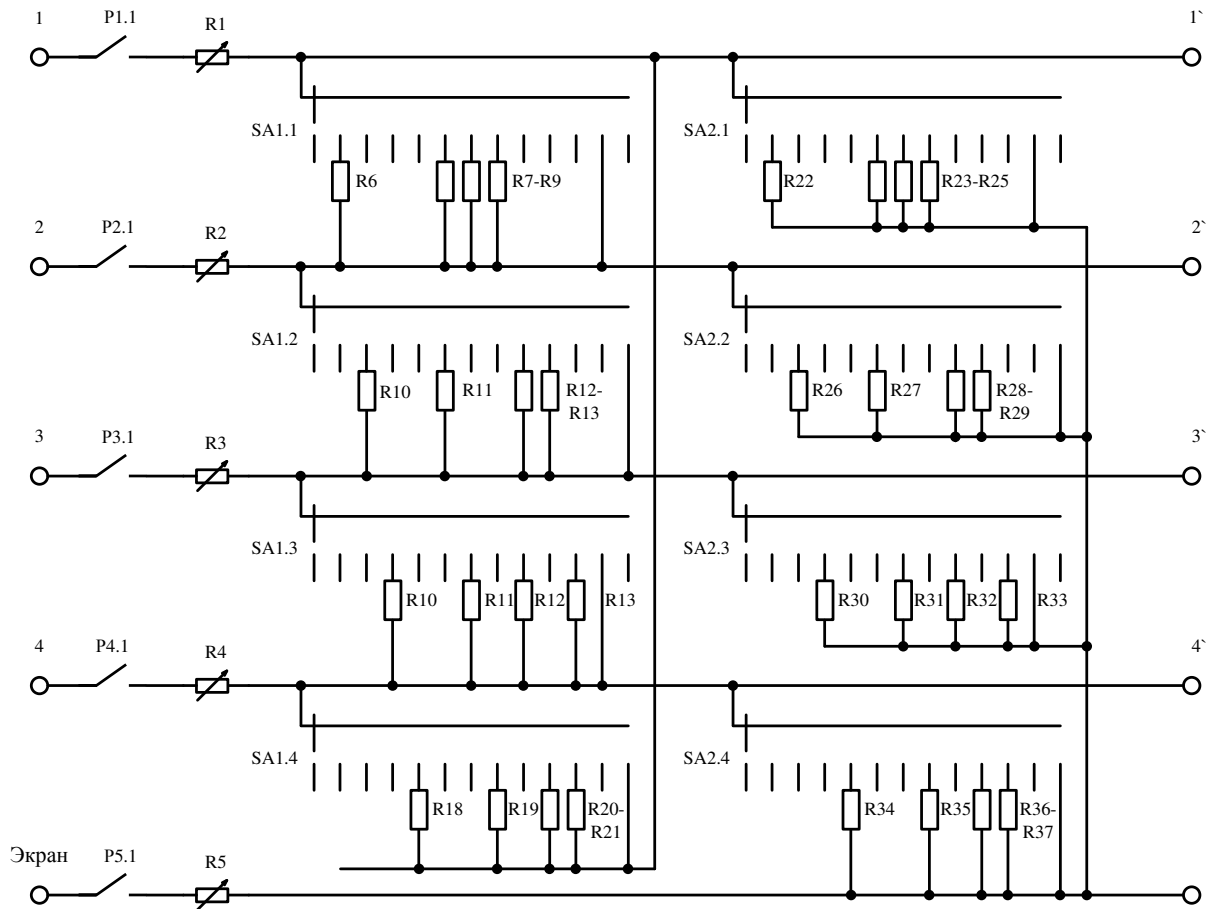 1 P1.1 R1 1`
SA1.1 SA2.1
R6 R7-R9 R22 R23-R25
2 P2.1 R2 2`
SA1.2 SA2.2
R10 R11 R12-
R13 R26 R27 R28-
R29
3 P3.1 R3 3`
SA1.3 SA2.3
R10 R11 R12 R13 R30 R31 R32 R33
4 P4.1 R4 4`
SA1.4 SA2.4
R18 R19 R20-
R21 R34 R35 R36-
R37
Экран P5.1 R5